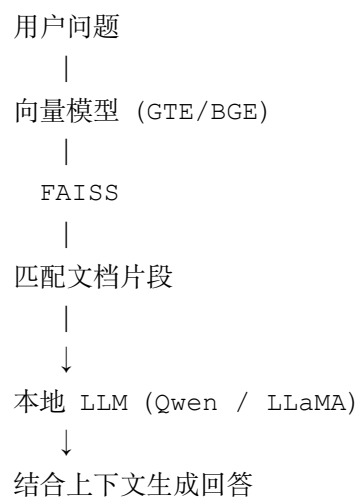 用户问题
|
向量模型 (GTE/BGE)
|
FAISS
|
匹配文档片段
|
↓
本地 LLM (Qwen / LLaMA)
↓
结合上下文生成回答